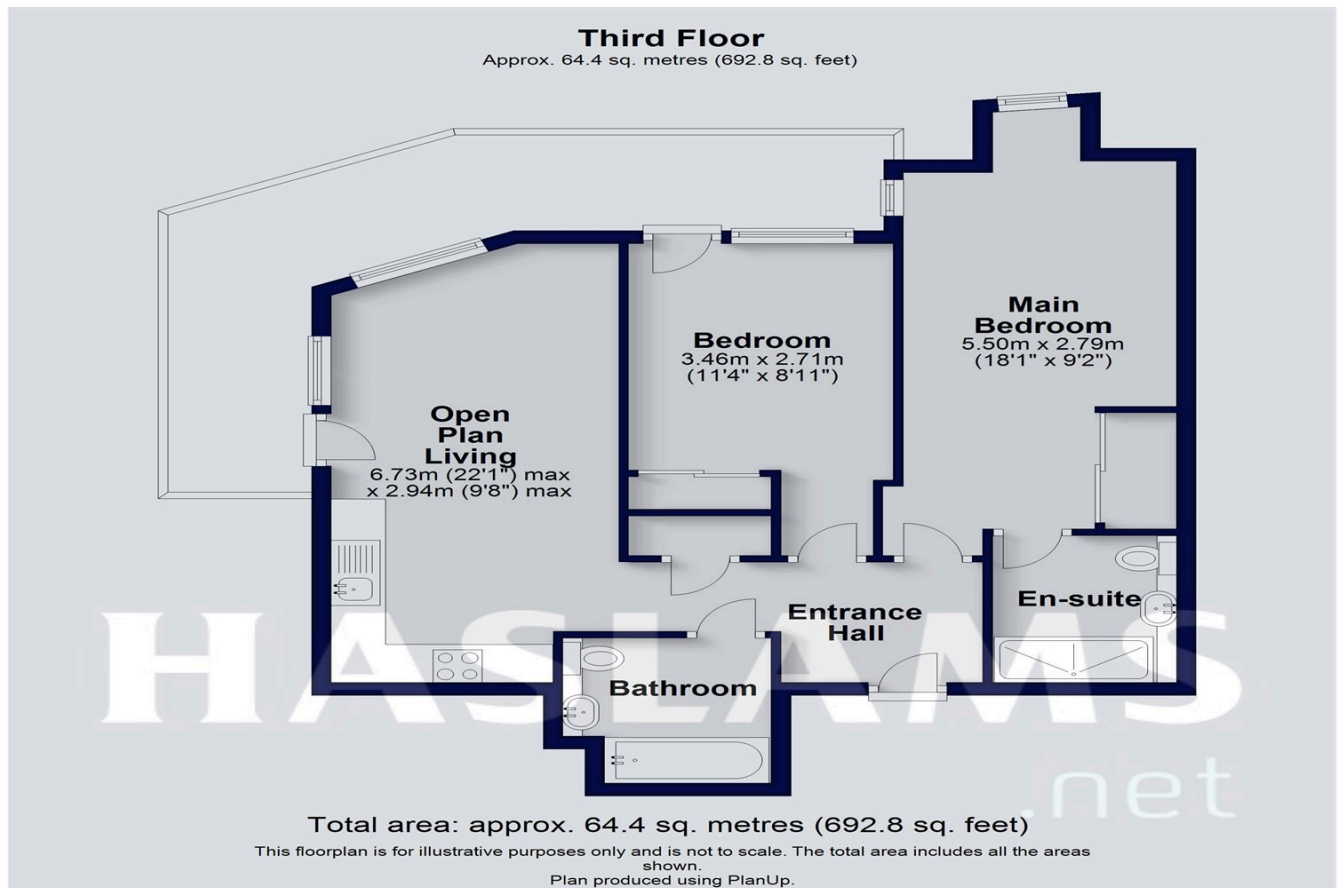 Third Floor
Approx. 64.4 sq. metres (692.8 sq. feet)
Main
Bedroom
5.50m x 2.79m
(18'1" x 9'2")
Bedroom
3.46m x 2.71m
(11'4" x 8'11")
Open
Plan
Living
6.73m (22'1") max
x 2.94m (9'8") max
En-suite
Entrance
Hall
Bathroom
HASLAMS
.net
Total area: approx. 64.4 sq. metres (692.8 sq. feet)
This floorplan is for illustrative purposes only and is not to scale. The total area includes all the areas
shown.
Plan produced using PlanUp.